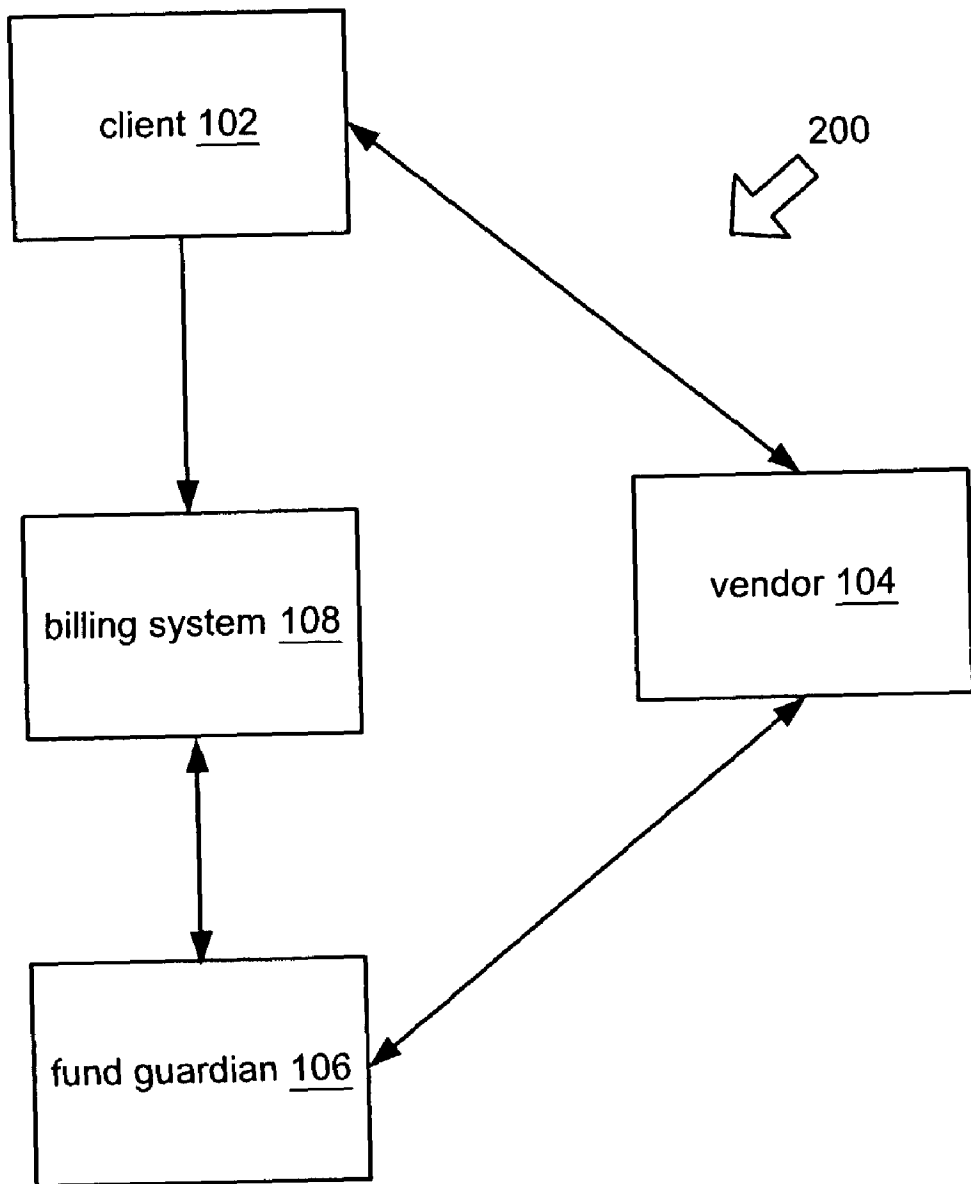 client 102
200
vendor 104
billing system 108
fund guardian 106